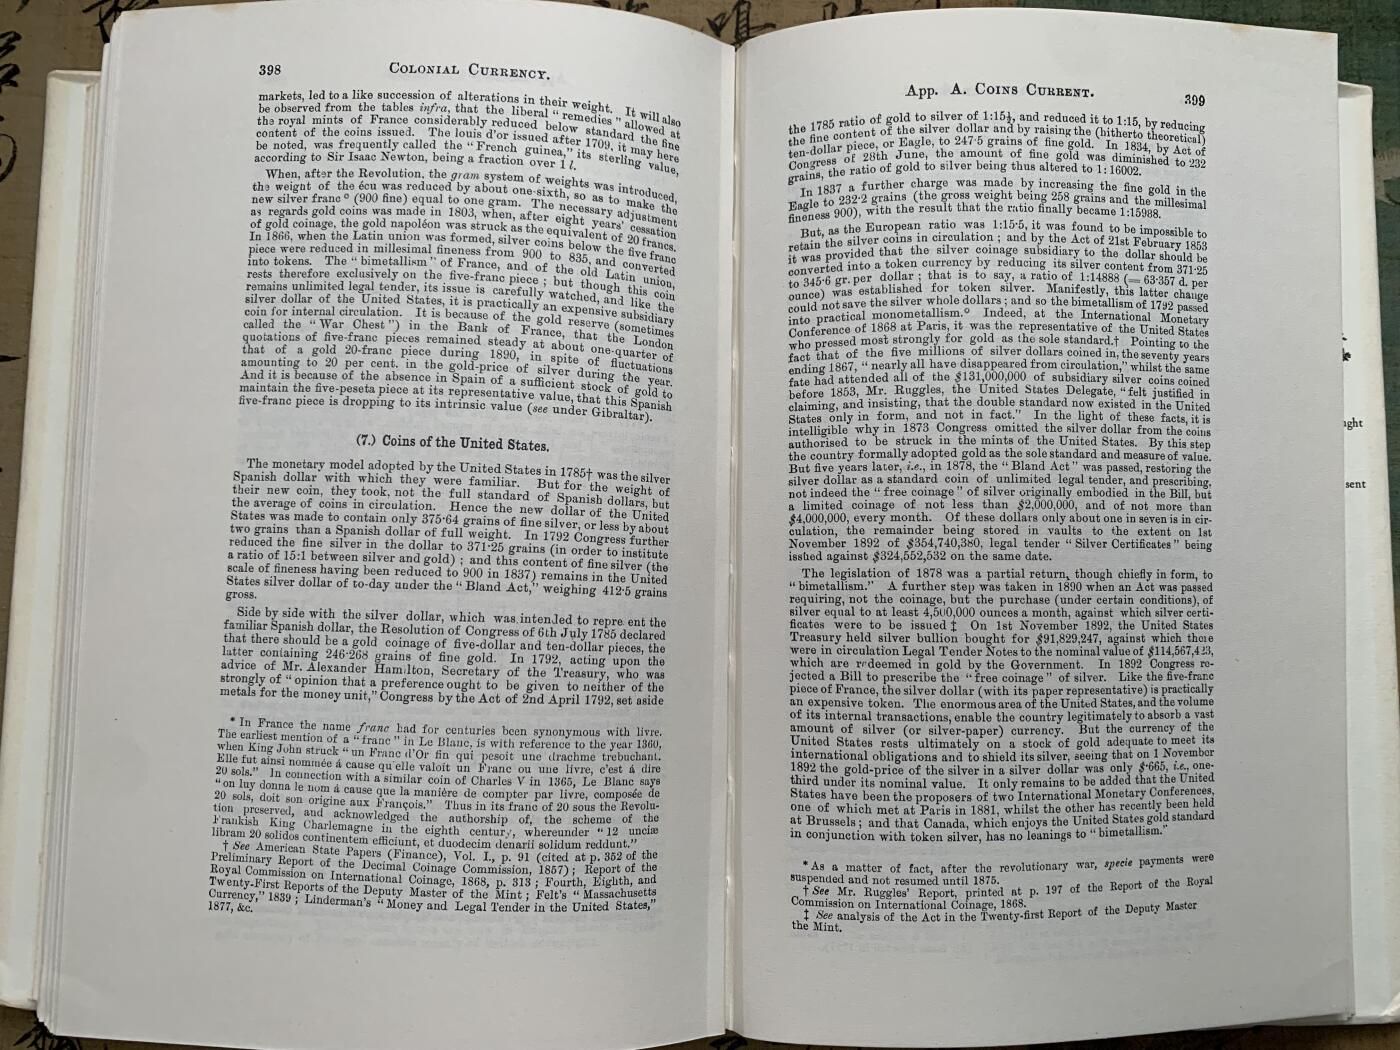 398
COLONIAL CURRENCY.
markets, led to a like succession of alterations in their weight. It will also
be observed from the tables infra, that the liberal "remedies" allowed at
the royal mints of France considerably reduced below standard the fine
content of the coins issued. The louis d'or issued after 1709, it may here
be noted, was frequently called the "French guinea," its sterling value,
according to Sir Isaac Newton, being a fraction over 1 l.
When, after the Revolution, the gram system of weights was introduced,
the weight of the écu was reduced by about one-sixth, so as to make the
new silver franc* (900 fine) equal to one gram. The necessary adjustment
as regards gold coins was made in 1803, when, after eight years' cessation
of gold coinage, the gold napoléon was struck as the equivalent of 20 francs.
In 1866, when the Latin union was formed, silver coins below the five franc
piece were reduced in millesimal fineness from 900 to 835, and converted
into tokens. The "bimetallism" of France, and of the old Latin union,
rests therefore exclusively on the five-franc piece; but though this coin
remains unlimited legal tender, its issue is carefully watched, and like the
silver dollar of the United States, it is practically an expensive subsidiary
coin for internal circulation. It is because of the gold reserve (sometimes
called the "War Chest") in the Bank of France, that the London
quotations of five-franc pieces remained steady at about one-quarter of
that of a gold 20-franc piece during 1890, in spite of fluctuations
amounting to 20 per cent. in the gold-price of silver during the year.
And it is because of the absence in Spain of a sufficient stock of gold to
maintain the five-peseta piece at its representative value, that this Spanish
five-franc piece is dropping to its intrinsic value (see under Gibraltar).
(7.) Coins of the United States.
The monetary model adopted by the United States in 1785† was the silver
Spanish dollar with which they were familiar. But for the weight of
their new coin, they took, not the full standard of Spanish dollars, but
the average of coins in circulation. Hence the new dollar of the United
States was made to contain only 375·64 grains of fine silver, or less by about
two grains than a Spanish dollar of full weight. In 1792 Congress further
reduced the fine silver in the dollar to 371·25 grains (in order to institute
a ratio of 15:1 between silver and gold); and this content of fine silver (the
scale of fineness having been reduced to 900 in 1837) remains in the United
States silver dollar of to-day under the "Bland Act," weighing 412·5 grains
gross.
Side by side with the silver dollar, which was intended to repre ent the
familiar Spanish dollar, the Resolution of Congress of 6th July 1785 declared
that there should be a gold coinage of five-dollar and ten-dollar pieces, the
latter containing 246·268 grains of fine gold. In 1792, acting upon the
advice of Mr. Alexander Hamilton, Secretary of the Treasury, who was
strongly of "opinion that a preference ought to be given to neither of the
metals for the money unit," Congress by the Act of 2nd April 1792, set aside
* In France the name franc had for centuries been synonymous with livre.
The earliest mention of a "franc" in Le Blanc, is with reference to the year 1360,
when King John struck "un Franc d'Or fin qui pesoit une drachme trebuchant.
Elle fut ainsi nommée á cause qu'elle valoit un Franc ou une livre, c'est á dire
20 sols." In connection with a similar coin of Charles V in 1365, Le Blanc says
"on luy donna le nom á cause que la manière de compter par livre, composée de
20 sols, doit son origine aux François." Thus in its franc of 20 sous the Revolu-
tion preserved, and acknowledged the authorship of, the scheme of the
Frankish King Charlemagne in the eighth century, whereunder "12 unciæ
libram 20 solidos continentem efficiunt, et duodecim denarii solidum reddunt."
† See American State Papers (Finance), Vol. I., p. 91 (cited at p. 352 of the
Preliminary Report of the Decimal Coinage Commission, 1857); Report of the
Royal Commission on International Coinage, 1868, p. 313; Fourth, Eighth, and
Twenty-First Reports of the Deputy Master of the Mint; Felt's "Massachusetts
Currency," 1839; Linderman's "Money and Legal Tender in the United States,"
1877, &c.
App. A. COINS CURRENT.
399
the 1785 ratio of gold to silver of 1:15¼, and reduced it to 1:15, by reducing
the fine content of the silver dollar and by raising the (hitherto theoretical)
ten-dollar piece, or Eagle, to 247·5 grains of fine gold. In 1834, by Act of
Congress of 28th June, the amount of fine gold was diminished to 232
grains, the ratio of gold to silver being thus altered to 1:16002.
In 1837 a further charge was made by increasing the fine gold in the
Eagle to 232·2 grains (the gross weight being 258 grains and the millesimal
fineness 900), with the result that the ratio finally became 1:15988.
But, as the European ratio was 1:15·5, it was found to be impossible to
retain the silver coins in circulation; and by the Act of 21st February 1853
it was provided that the silver coinage subsidiary to the dollar should be
converted into a token currency by reducing its silver content from 371·25
to 345·6 gr. per dollar; that is to say, a ratio of 1:14888 (= 63·357 d. per
ounce) was established for token silver. Manifestly, this latter change
could not save the silver whole dollars; and so the bimetallism of 1792 passed
into practical monometallism.* Indeed, at the International Monetary
Conference of 1868 at Paris, it was the representative of the United States
who pressed most strongly for gold as the sole standard.† Pointing to the
fact that of the five millions of silver dollars coined in, the seventy years
ending 1867, "nearly all have disappeared from circulation," whilst the same
fate had attended all of the $131,000,000 of subsidiary silver coins coined
before 1853, Mr. Ruggles, the United States Delegate, "felt justified in
claiming, and insisting, that the double standard now existed in the United
States only in form, and not in fact." In the light of these facts, it is
intelligible why in 1873 Congress omitted the silver dollar from the coins
authorised to be struck in the mints of the United States. By this step
the country formally adopted gold as the sole standard and measure of value.
But five years later, i.e., in 1878, the "Bland Act" was passed, restoring the
silver dollar as a standard coin of unlimited legal tender, and prescribing,
not indeed the "free coinage" of silver originally embodied in the Bill, but
a limited coinage of not less than $2,000,000, and of not more than
$4,000,000, every month. Of these dollars only about one in seven is in cir-
culation, the remainder being stored in vaults to the extent on 1st
November 1892 of $354,740,380, legal tender "Silver Certificates" being
issued against $324,552,532 on the same date.
The legislation of 1878 was a partial return, though chiefly in form, to
"bimetallism." A further step was taken in 1890 when an Act was passed
requiring, not the coinage, but the purchase (under certain conditions), of
silver equal to at least 4,500,000 ounces a month, against which silver certi-
ficates were to be issued‡ On 1st November 1892, the United States
Treasury held silver bullion bought for $91,829,247, against which there
were in circulation Legal Tender Notes to the nominal value of $114,567,423,
which are redeemed in gold by the Government. In 1892 Congress re-
jected a Bill to prescribe the "free coinage" of silver. Like the five-franc
piece of France, the silver dollar (with its paper representative) is practically
an expensive token. The enormous area of the United States, and the volume
of its internal transactions, enable the country legitimately to absorb a vast
amount of silver (or silver-paper) currency. But the currency of the
United States rests ultimately on a stock of gold adequate to meet its
international obligations and to shield its silver, seeing that on 1 November
1892 the gold-price of the silver in a silver dollar was only $·665, i.e., one-
third under its nominal value. It only remains to be added that the United
States have been the proposers of two International Monetary Conferences,
one of which met at Paris in 1881, whilst the other has recently been held
at Brussels; and that Canada, which enjoys the United States gold standard
in conjunction with token silver, has no leanings to "bimetallism."
* As a matter of fact, after the revolutionary war, specie payments were
suspended and not resumed until 1875.
† See Mr. Ruggles' Report, printed at p. 197 of the Report of the Royal
Commission on International Coinage, 1868.
‡ See analysis of the Act in the Twenty-first Report of the Deputy Master
the Mint.
ght
sent